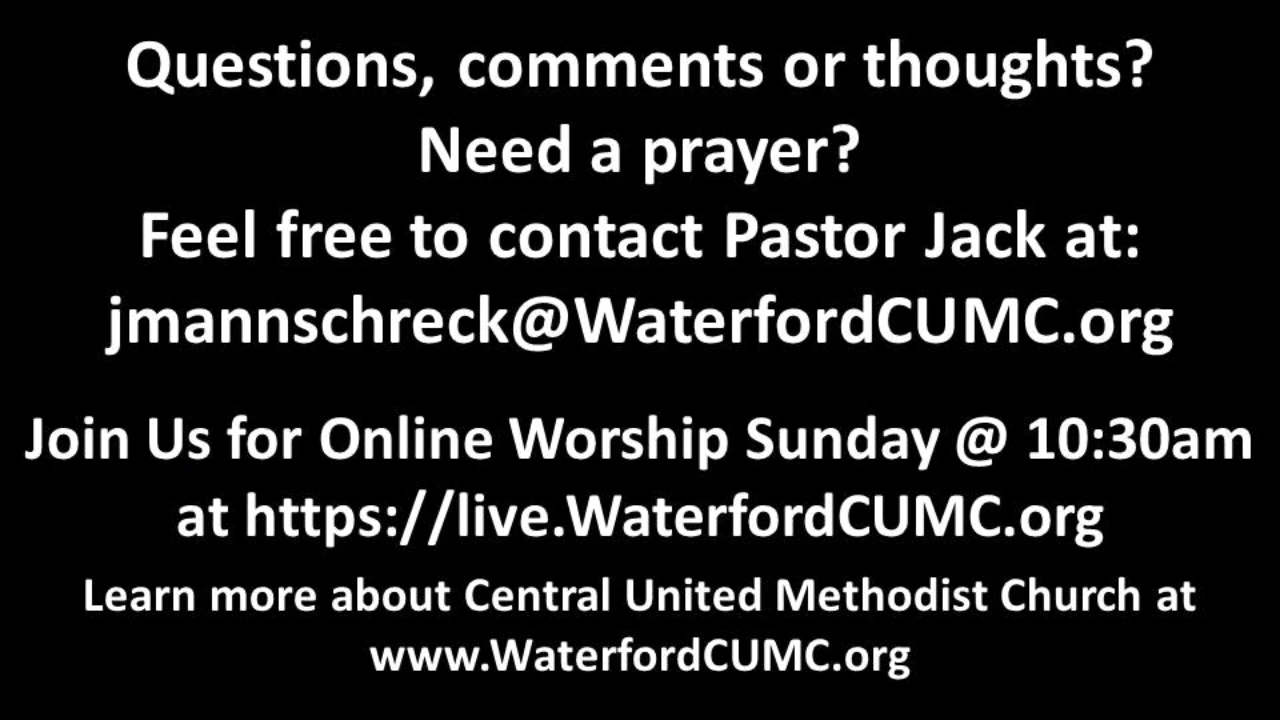 Questions, comments or thoughts?
Need a prayer?
Feel free to contact Pastor Jack at:
jmannschreck@WaterfordCUMC.org
Join Us for Online Worship Sunday @ 10:30am
at https://live.WaterfordCUMC.org
Learn more about Central United Methodist Church at
www.WaterfordCUMC.org